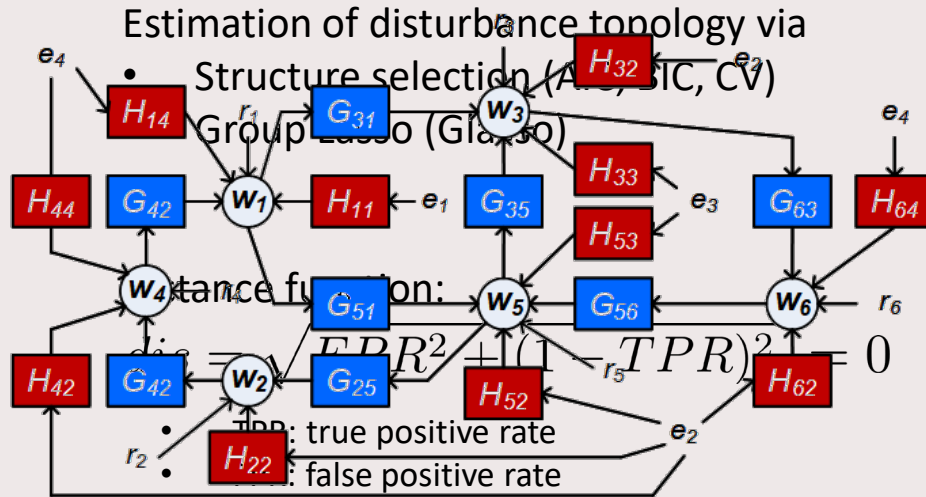 Estimation of disturbance topology via
• Structure selection (AIC, BIC, CV)
Group Lasso (Glasso)
tance function:
dis = √FPR² + (1 − TPR)² = 0
• TPR: true positive rate
• false positive rate
e4
H14
r1
G31
r3
w3
H32
e2
e4
H44
G42
w1
H11
e1
G35
H33
e3
H53
G63
H64
w4
r4
G51
w5
G56
w6
r6
H42
G42
w2
G25
H52
r5
H62
r2
H22
e2